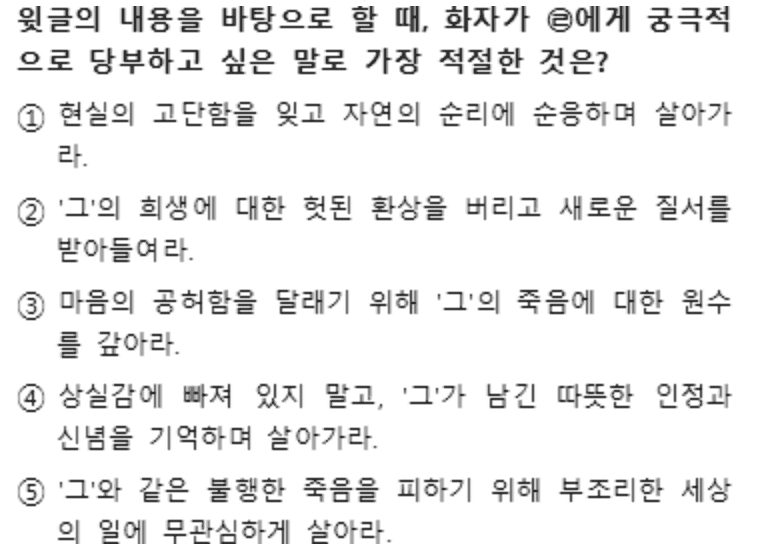 윗글의 내용을 바탕으로 할 때, 화자가 ㉣에게 궁극적
으로 당부하고 싶은 말로 가장 적절한 것은?
① 현실의 고단함을 잊고 자연의 순리에 순응하며 살아가
라.
② '그'의 희생에 대한 헛된 환상을 버리고 새로운 질서를
받아들여라.
③ 마음의 공허함을 달래기 위해 '그'의 죽음에 대한 원수
를 갚아라.
④ 상실감에 빠져 있지 말고, '그'가 남긴 따뜻한 인정과
신념을 기억하며 살아가라.
⑤ '그'와 같은 불행한 죽음을 피하기 위해 부조리한 세상
의 일에 무관심하게 살아라.